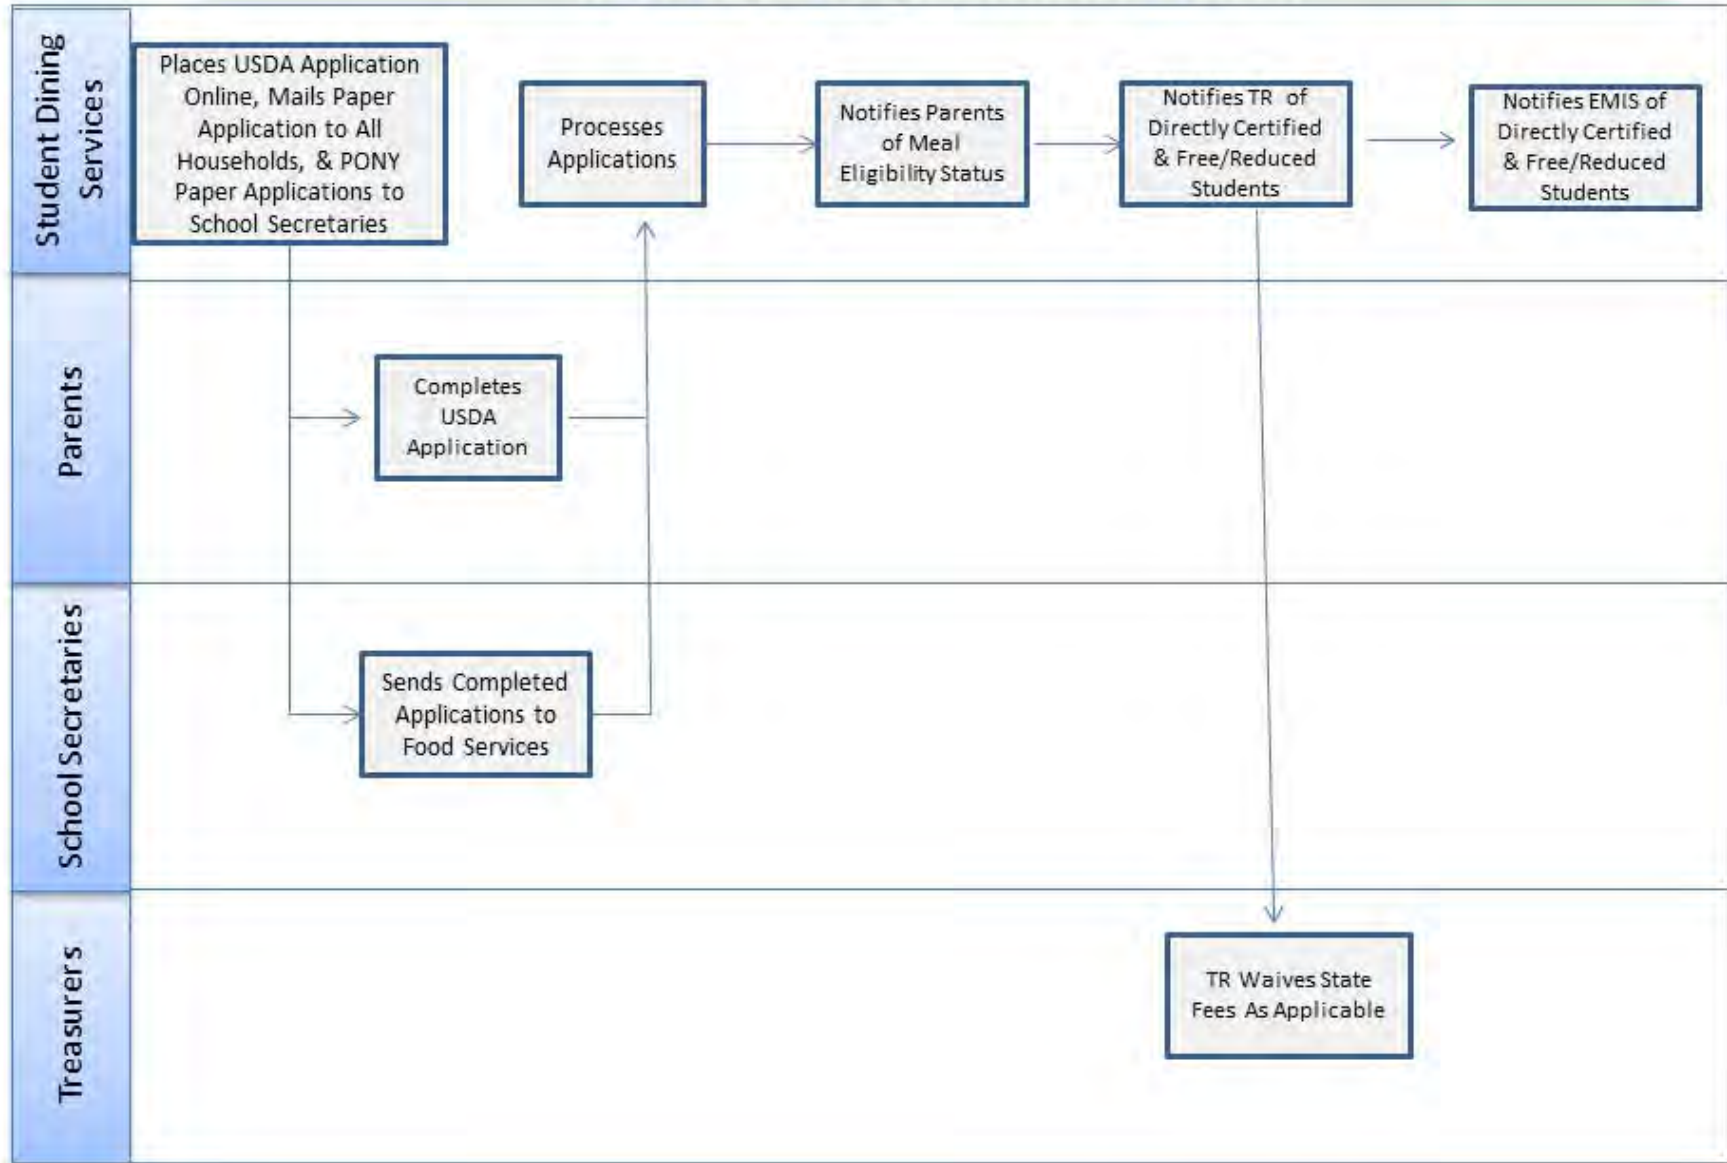 Student Dining
Services
Places USDA Application
Online, Mails Paper
Application to All
Households, & PONY
Paper Applications to
School Secretaries
Processes
Applications
Notifies Parents
of Meal
Eligibility Status
Notifies TR of
Directly Certified
& Free/Reduced
Students
Notifies EMIS of
Directly Certified
& Free/Reduced
Students
Parents
Completes
USDA
Application
School Secretaries
Sends Completed
Applications to
Food Services
Treasurers
TR Waives State
Fees As Applicable